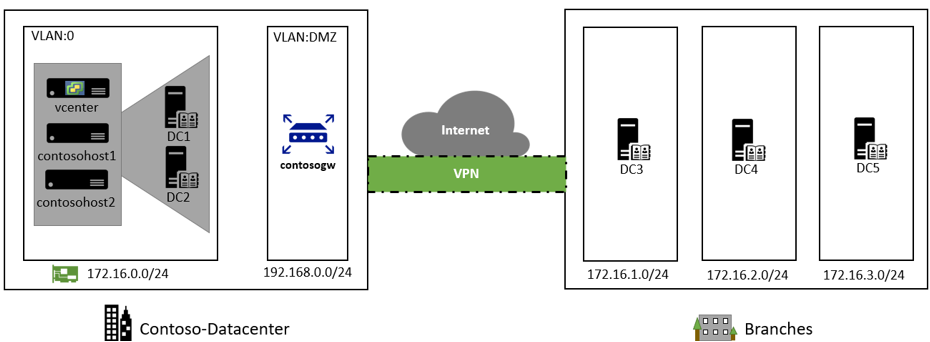 VLAN:0
VLAN:DMZ
vcenter
contosohost1
contosohost2
DC1
DC2
contosogw
Internet
VPN
DC3
DC4
DC5
172.16.0.0/24
192.168.0.0/24
172.16.1.0/24
172.16.2.0/24
172.16.3.0/24
Contoso-Datacenter
Branches